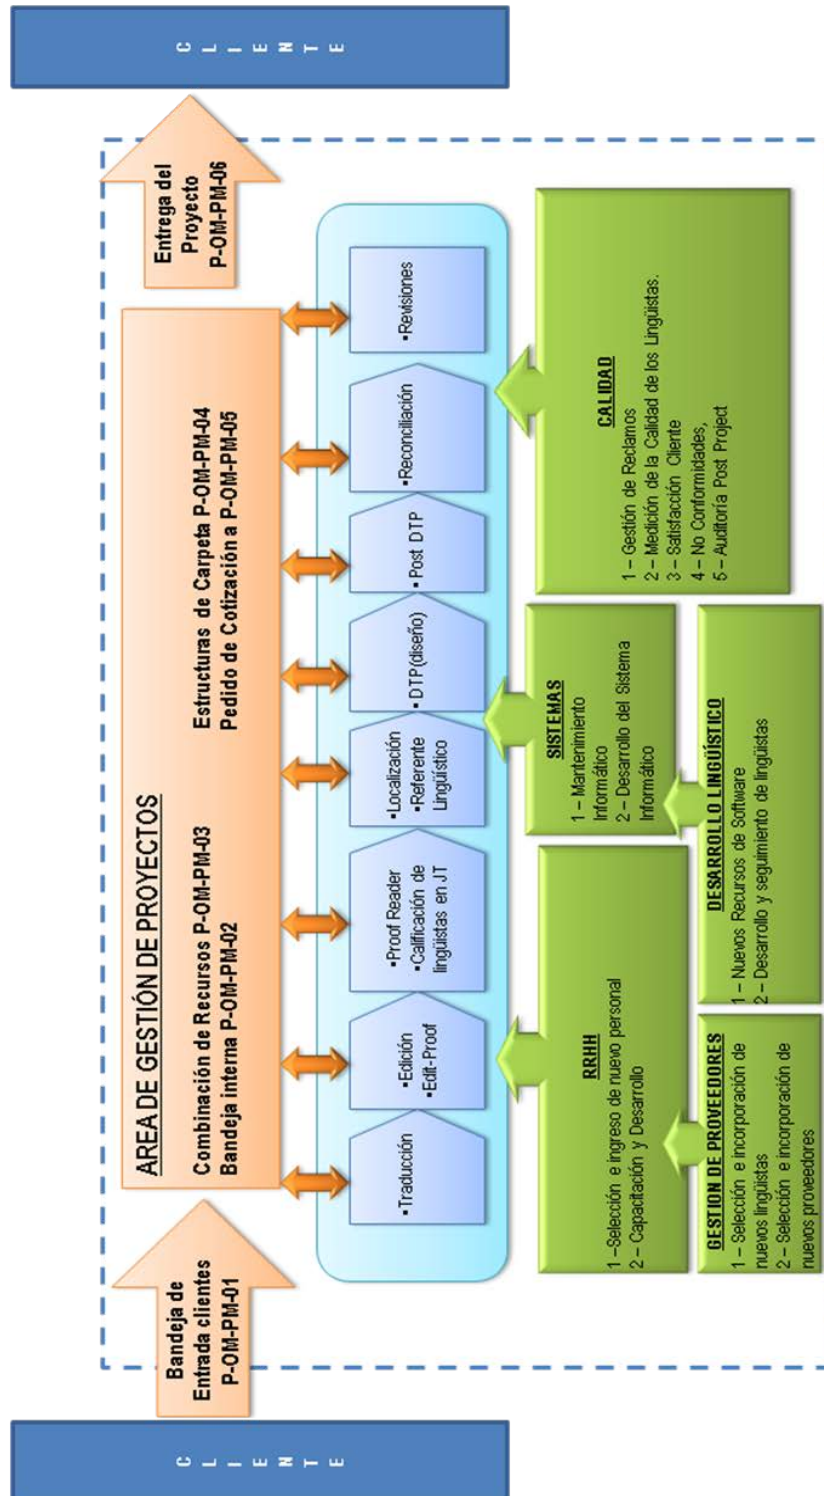 CLIENTE
Bandeja de
Entrada clientes
P-OM-PM-01
AREA DE GESTIÓN DE PROYECTOS
Combinación de Recursos P-OM-PM-03
Bandeja interna P-OM-PM-02
Estructuras de Carpeta P-OM-PM-04
Pedido de Cotización a P-OM-PM-05
Entrega del
Proyecto
P-OM-PM-06
CLIENTE
▪Traducción
▪Edición
▪Edit-Proof
▪Proof Reader
▪Calificación de
lingüistas en JT
▪Localización
▪Referente
Lingüístico
▪DTP(diseño)
▪Post DTP
▪Reconciliación
▪Revisiones
RRHH
1 –Selección e ingreso de nuevo personal
2 – Capacitación y Desarrollo
SISTEMAS
1 – Mantenimiento
Informático
2 – Desarrollo del Sistema
Informático
CALIDAD
1 – Gestión de Reclamos
2 – Medición de la Calidad de los Lingüistas.
3 – Satisfacción Cliente
4 – No Conformidades,
5 – Auditoría Post Project
GESTION DE PROVEEDORES
1 – Selección e incorporación de
nuevos lingüistas
2 – Selección e incorporación de
nuevos proveedores
DESARROLLO LINGÜÍSTICO
1 – Nuevos Recursos de Software
2 – Desarrollo y seguimiento de lingüistas